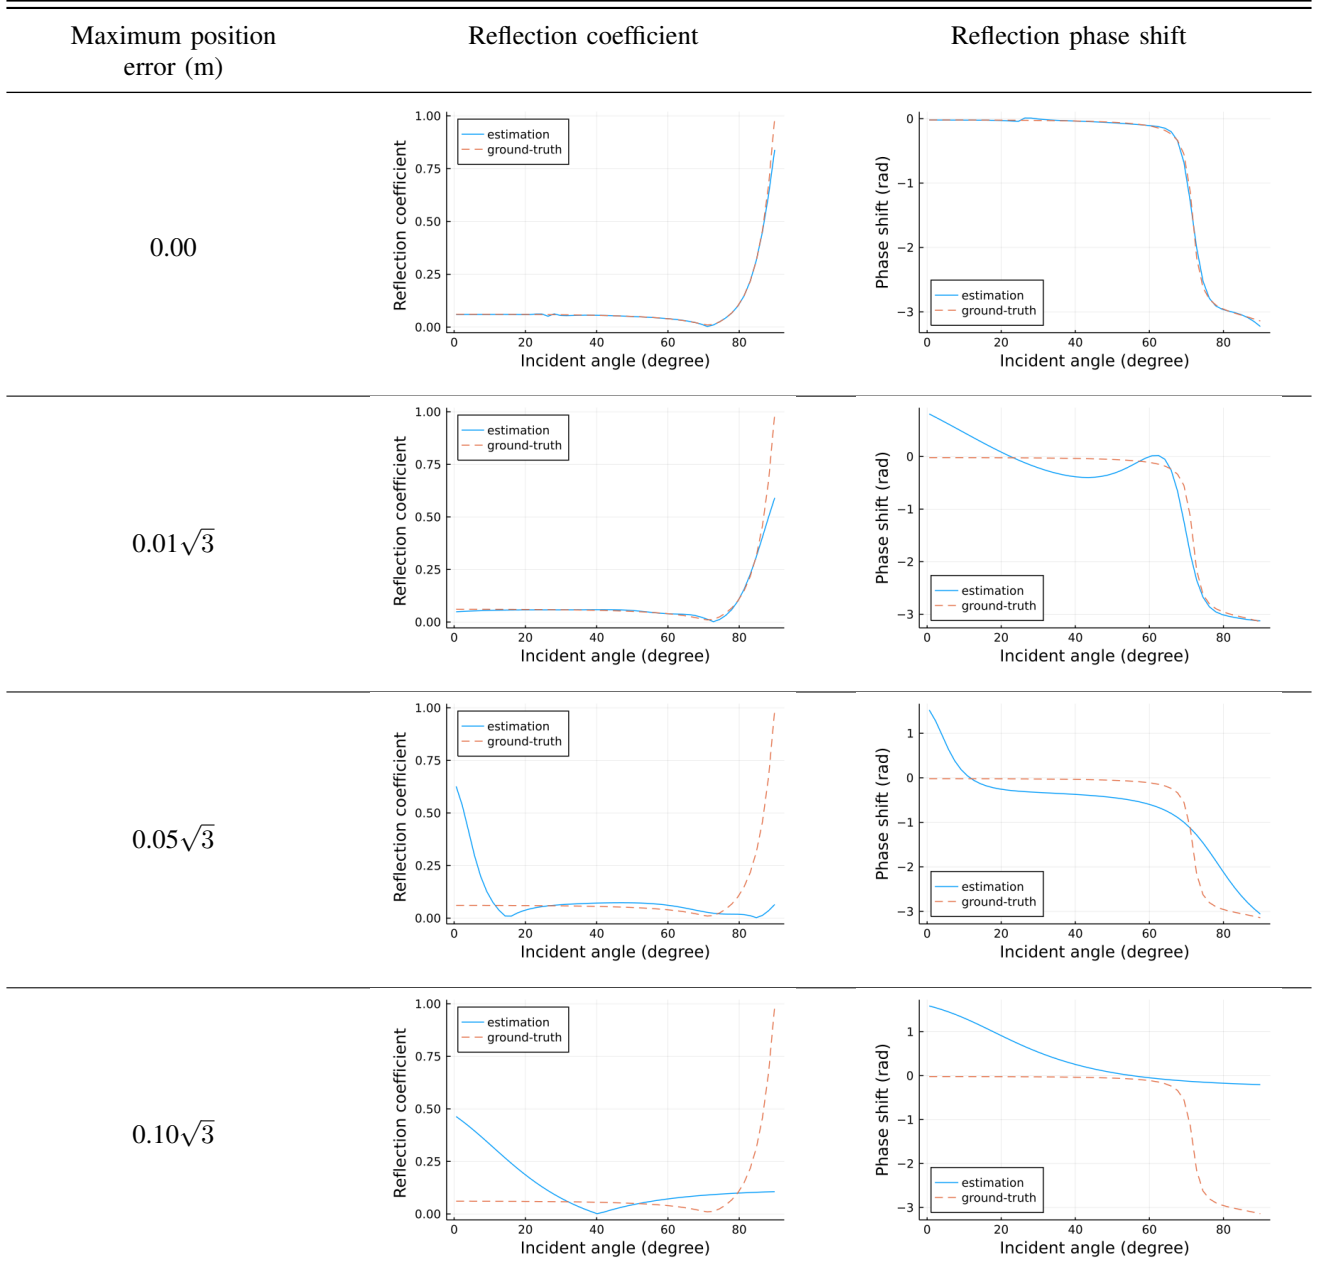 Maximum position error (m)
Reflection coefficient
Reflection phase shift
0.00
Reflection coefficient
1.00
0.75
0.50
0.25
0.00
estimation
ground-truth
0 20 40 60 80
Incident angle (degree)
Phase shift (rad)
0
−1
−2
−3
estimation
ground-truth
0 20 40 60 80
Incident angle (degree)
0.01√3
Reflection coefficient
1.00
0.75
0.50
0.25
0.00
estimation
ground-truth
0 20 40 60 80
Incident angle (degree)
Phase shift (rad)
0
−1
−2
−3
estimation
ground-truth
0 20 40 60 80
Incident angle (degree)
0.05√3
Reflection coefficient
1.00
0.75
0.50
0.25
0.00
estimation
ground-truth
0 20 40 60 80
Incident angle (degree)
Phase shift (rad)
1
0
−1
−2
−3
estimation
ground-truth
0 20 40 60 80
Incident angle (degree)
0.10√3
Reflection coefficient
1.00
0.75
0.50
0.25
0.00
estimation
ground-truth
0 20 40 60 80
Incident angle (degree)
Phase shift (rad)
1
0
−1
−2
−3
estimation
ground-truth
0 20 40 60 80
Incident angle (degree)